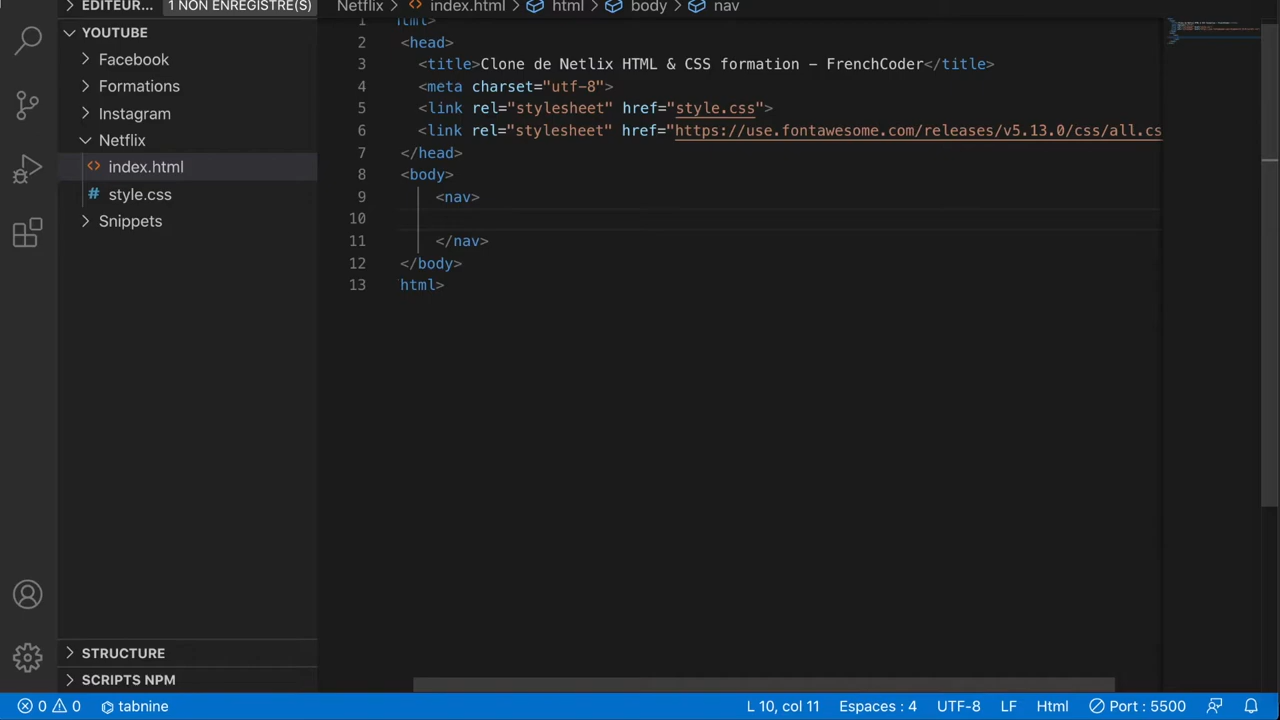 EDITEUR... 1 NON ENREGISTRÉ(S)
Netflix > index.html > html > body > nav
YOUTUBE
Facebook
Formations
Instagram
Netflix
index.html
style.css
Snippets
STRUCTURE
SCRIPTS NPM
1 html>
2 <head>
3 <title>Clone de Netlix HTML & CSS formation - FrenchCoder</title>
4 <meta charset="utf-8">
5 <link rel="stylesheet" href="style.css">
6 <link rel="stylesheet" href="https://use.fontawesome.com/releases/v5.13.0/css/all.cs
7 </head>
8 <body>
9 <nav>
10
11 </nav>
12 </body>
13 html>
0 0 tabnine L 10, col 11 Espaces : 4 UTF-8 LF Html Port : 5500